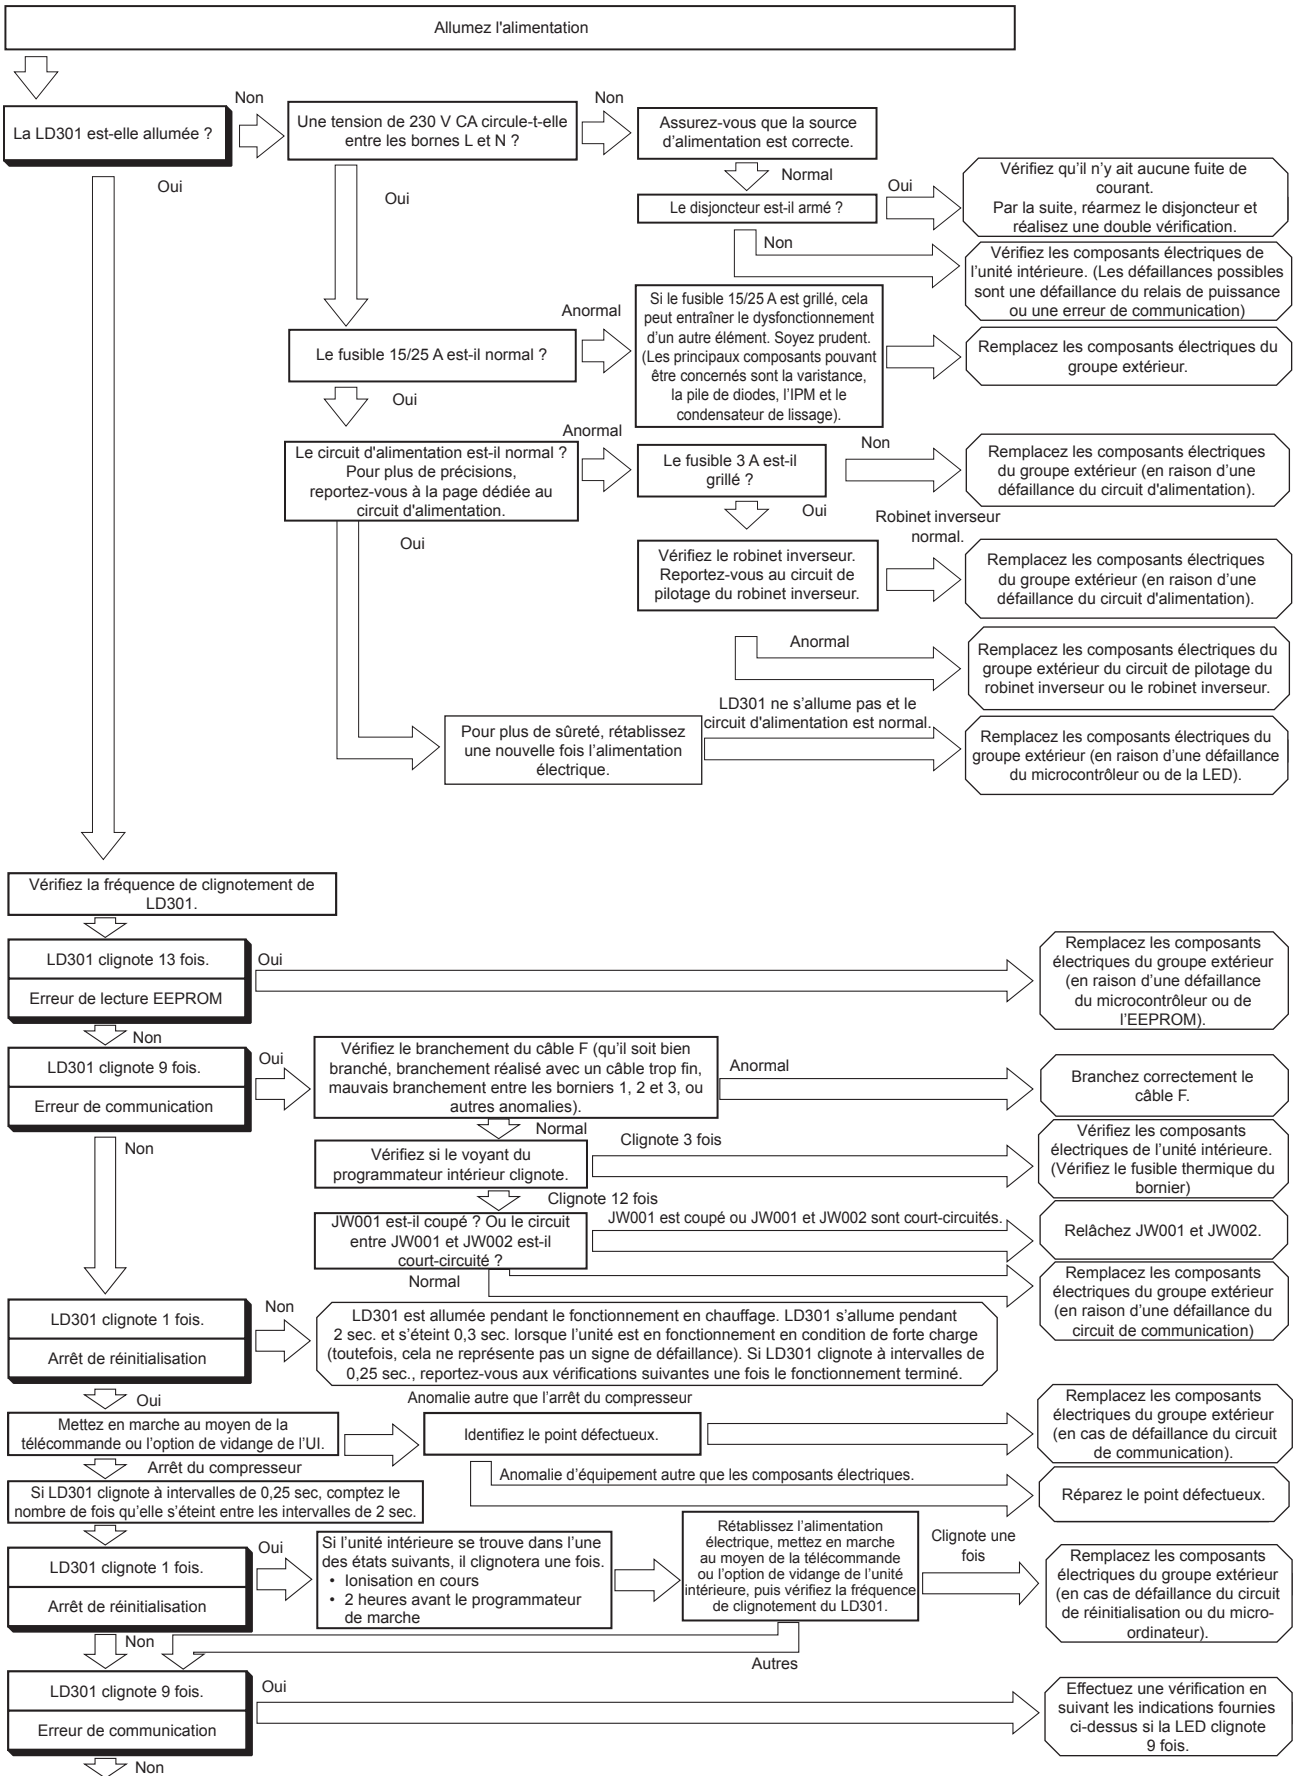 Allumez l'alimentation
La LD301 est-elle allumée ?
Non
Une tension de 230 V CA circule-t-elle
entre les bornes L et N ?
Non
Assurez-vous que la source
d'alimentation est correcte.
Normal
Oui
Oui
Le disjoncteur est-il armé ?
Oui
Vérifiez qu'il n'y ait aucune fuite de
courant.
Par la suite, réarmez le disjoncteur et
réalisez une double vérification.
Non
Vérifiez les composants électriques de
l'unité intérieure. (Les défaillances possibles
sont une défaillance du relais de puissance
ou une erreur de communication)
Le fusible 15/25 A est-il normal ?
Anormal
Si le fusible 15/25 A est grillé, cela
peut entraîner le dysfonctionnement
d'un autre élément. Soyez prudent.
(Les principaux composants pouvant
être concernés sont la varistance,
la pile de diodes, l'IPM et le
condensateur de lissage).
Remplacez les composants électriques du
groupe extérieur.
Oui
Le circuit d'alimentation est-il normal ?
Pour plus de précisions,
reportez-vous à la page dédiée au
circuit d'alimentation.
Anormal
Le fusible 3 A est-il
grillé ?
Non
Remplacez les composants électriques
du groupe extérieur (en raison d'une
défaillance du circuit d'alimentation).
Oui
Oui
Vérifiez le robinet inverseur.
Reportez-vous au circuit de
pilotage du robinet inverseur.
Robinet inverseur
normal.
Remplacez les composants électriques
du groupe extérieur (en raison d'une
défaillance du circuit d'alimentation).
Anormal
Remplacez les composants électriques du
groupe extérieur du circuit de pilotage du
robinet inverseur ou le robinet inverseur.
Pour plus de sûreté, rétablissez
une nouvelle fois l'alimentation
électrique.
LD301 ne s'allume pas et le
circuit d'alimentation est normal.
Remplacez les composants électriques du
groupe extérieur (en raison d'une défaillance
du microcontrôleur ou de la LED).
Vérifiez la fréquence de clignotement de
LD301.
LD301 clignote 13 fois.
Erreur de lecture EEPROM
Oui
Remplacez les composants
électriques du groupe extérieur
(en raison d'une défaillance
du microcontrôleur ou de
l'EEPROM).
Non
LD301 clignote 9 fois.
Erreur de communication
Oui
Vérifiez le branchement du câble F (qu'il soit bien
branché, branchement réalisé avec un câble trop fin,
mauvais branchement entre les borniers 1, 2 et 3, ou
autres anomalies).
Anormal
Branchez correctement le
câble F.
Normal
Non
Vérifiez si le voyant du
programmateur intérieur clignote.
Clignote 3 fois
Vérifiez les composants
électriques de l'unité intérieure.
(Vérifiez le fusible thermique du
bornier)
Clignote 12 fois
JW001 est-il coupé ? Ou le circuit
entre JW001 et JW002 est-il
court-circuité ?
JW001 est coupé ou JW001 et JW002 sont court-circuités.
Relâchez JW001 et JW002.
Normal
Remplacez les composants
électriques du groupe extérieur
(en raison d'une défaillance du
circuit de communication)
LD301 clignote 1 fois.
Arrêt de réinitialisation
Non
LD301 est allumée pendant le fonctionnement en chauffage. LD301 s'allume pendant
2 sec. et s'éteint 0,3 sec. lorsque l'unité est en fonctionnement en condition de forte charge
(toutefois, cela ne représente pas un signe de défaillance). Si LD301 clignote à intervalles de
0,25 sec., reportez-vous aux vérifications suivantes une fois le fonctionnement terminé.
Oui
Mettez en marche au moyen de la
télécommande ou l'option de vidange de l'UI.
Anomalie autre que l'arrêt du compresseur
Identifiez le point défectueux.
Remplacez les composants
électriques du groupe extérieur
(en cas de défaillance du circuit
de communication).
Arrêt du compresseur
Anomalie d'équipement autre que les composants électriques.
Réparez le point défectueux.
Si LD301 clignote à intervalles de 0,25 sec, comptez le
nombre de fois qu'elle s'éteint entre les intervalles de 2 sec.
LD301 clignote 1 fois.
Arrêt de réinitialisation
Oui
Si l'unité intérieure se trouve dans l'une
des états suivants, il clignotera une fois.
• Ionisation en cours
• 2 heures avant le programmateur
de marche
Rétablissez l'alimentation
électrique, mettez en marche
au moyen de la télécommande
ou l'option de vidange de l'unité
intérieure, puis vérifiez la fréquence
de clignotement du LD301.
Clignote une
fois
Remplacez les composants
électriques du groupe extérieur
(en cas de défaillance du circuit
de réinitialisation ou du micro-
ordinateur).
Non
Autres
LD301 clignote 9 fois.
Erreur de communication
Oui
Effectuez une vérification en
suivant les indications fournies
ci-dessus si la LED clignote
9 fois.
Non